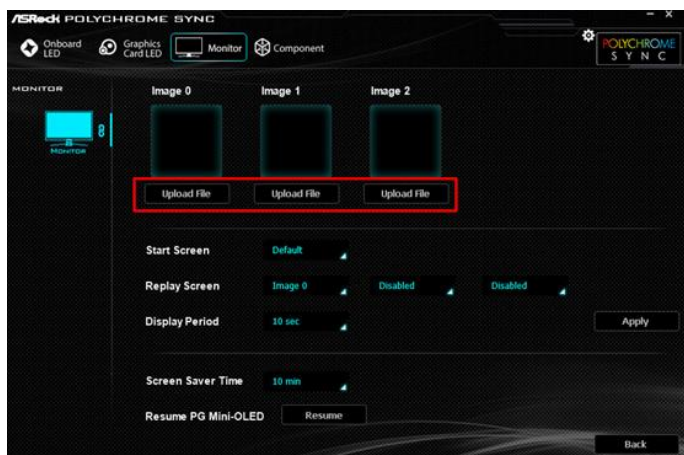 ASRock POLYCHROME SYNC
Onboard LED
Graphics Card LED
Monitor
Component
POLYCHROME SYNC
MONITOR
MONITOR
Image 0 Image 1 Image 2
Upload File Upload File Upload File
Start Screen Default
Replay Screen Image 0 Disabled Disabled
Display Period 10 sec Apply
Screen Saver Time 10 min
Resume PG Mini-OLED Resume
Back